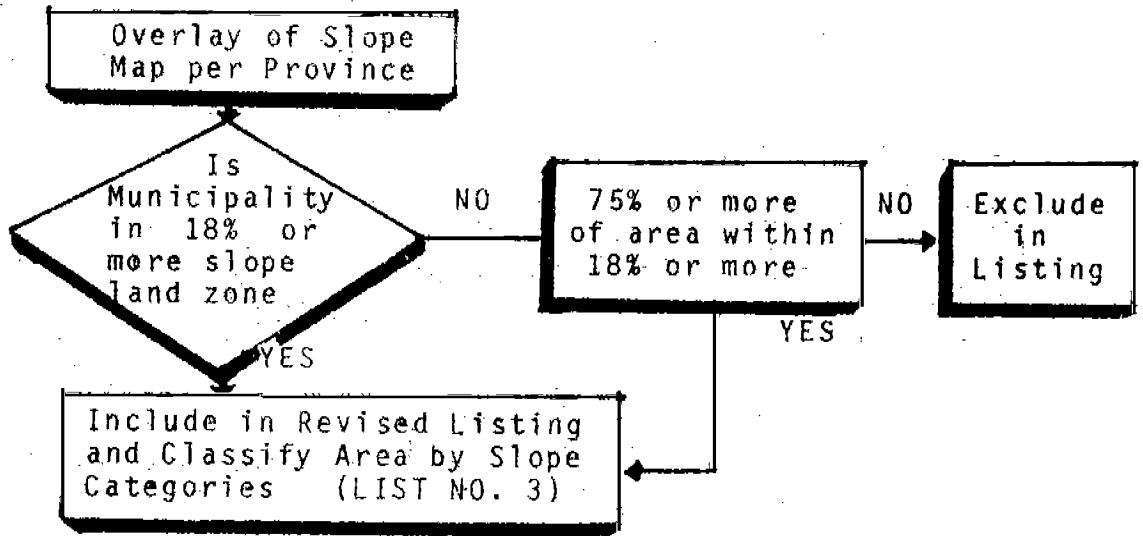 Overlay of Slope
Map per Province
Is
Municipality
in 18% or
more slope
land zone
NO
75% or more
of area within
18% or more
NO
Exclude
in
Listing
YES
YES
Include in Revised Listing
and Classify Area by Slope
Categories (LIST NO. 3)